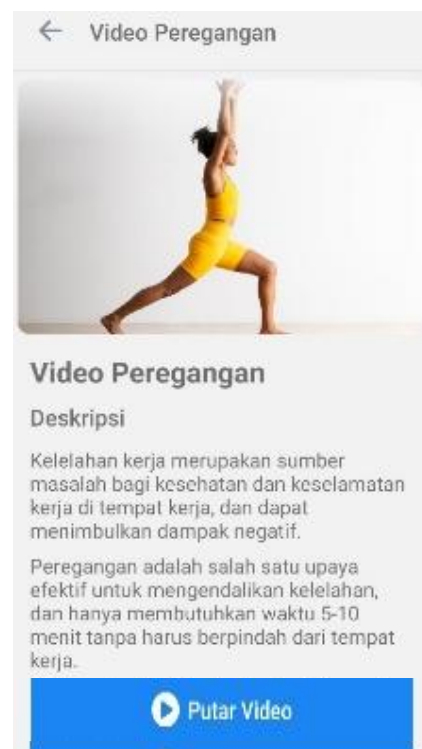 Video Peregangan
Video Peregangan
Deskripsi
Kelelahan kerja merupakan sumber
masalah bagi kesehatan dan keselamatan
kerja di tempat kerja, dan dapat
menimbulkan dampak negatif.
Peregangan adalah salah satu upaya
efektif untuk mengendalikan kelelahan,
dan hanya membutuhkan waktu 5-10
menit tanpa harus berpindah dari tempat
kerja.
Putar Video